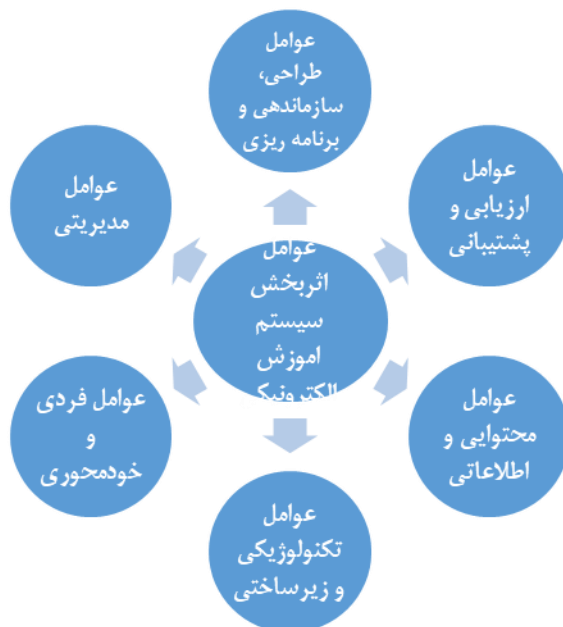 عوامل
طراحی،
سازماندهی و
برنامه ریزی
عوامل
ارزیابی و
پشتیبانی
عوامل
محتوایی و
اطلاعاتی
عوامل
تکنولوژیکی
و زیرساختی
عوامل فردی
و
خودمحوری
عوامل
مدیریتی
عوامل
اثربخش
سیستم
اموزش
الکترونیکی